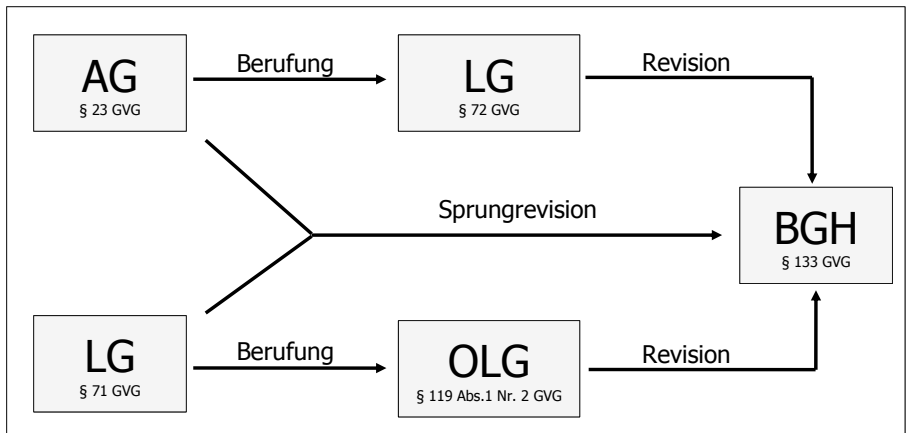 AG
§ 23 GVG
Berufung
LG
§ 72 GVG
Revision
Sprungrevision
BGH
§ 133 GVG
LG
§ 71 GVG
Berufung
OLG
§ 119 Abs.1 Nr. 2 GVG
Revision